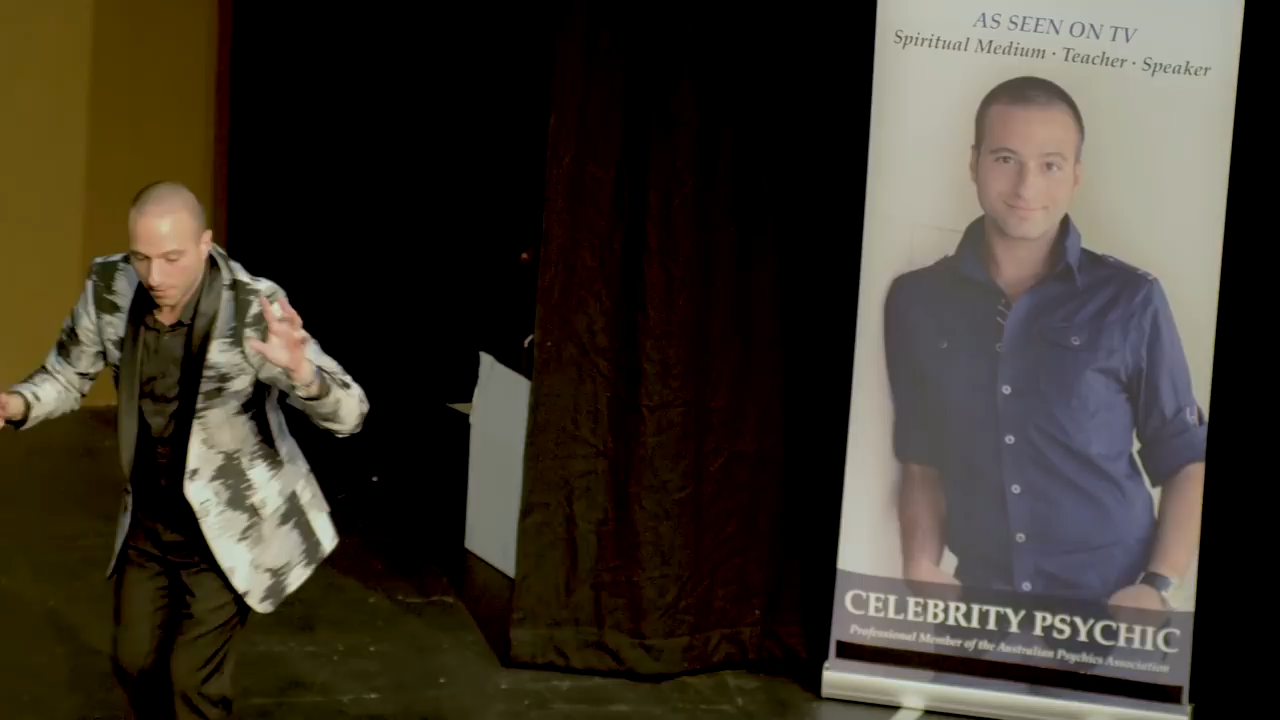 AS SEEN ON TV
Spiritual Medium · Teacher · Speaker
CELEBRITY PSYCHIC
Professional Member of the Australian Psychics Association